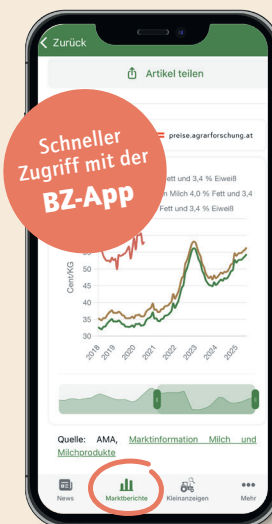 Zurück
Artikel teilen
Schneller
Zugriff mit der
BZ-App
preise.agrarforschung.at
ett und 3,4 % Eiweiß
n Milch 4,0 % Fett und 3,4
Fett und 3,4 % Eiweiß
Cent/KG
50
45
40
35
30
2018
2019
2020
2021
2022
2023
2024
2025
Quelle: AMA, Marktinformation Milch und
Milchprodukte
News
Marktberichte
Kleinanzeigen
Mehr